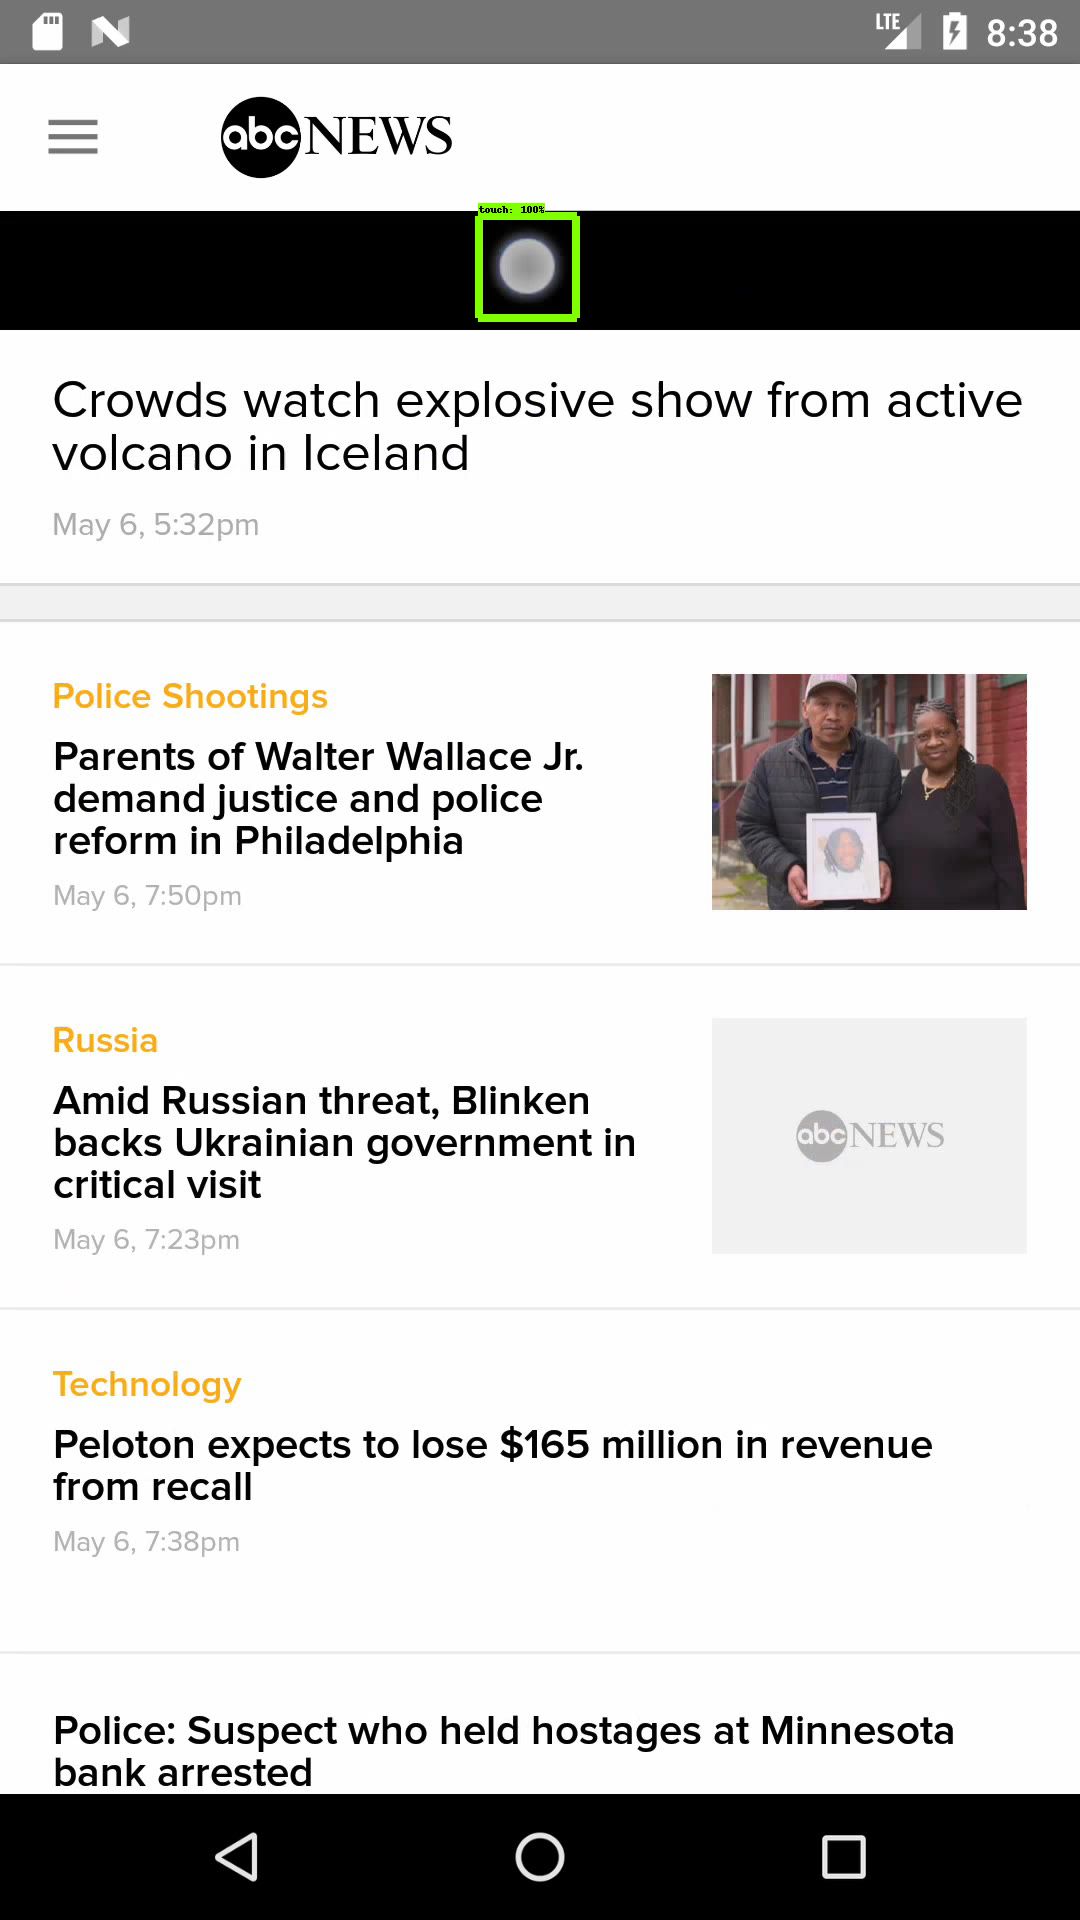 LTE 8:38
abc NEWS
touch: 100%
Crowds watch explosive show from active
volcano in Iceland
May 6, 5:32pm
Police Shootings
Parents of Walter Wallace Jr.
demand justice and police
reform in Philadelphia
May 6, 7:50pm
Russia
Amid Russian threat, Blinken
backs Ukrainian government in
critical visit
May 6, 7:23pm
abc NEWS
Technology
Peloton expects to lose $165 million in revenue
from recall
May 6, 7:38pm
Police: Suspect who held hostages at Minnesota
bank arrested